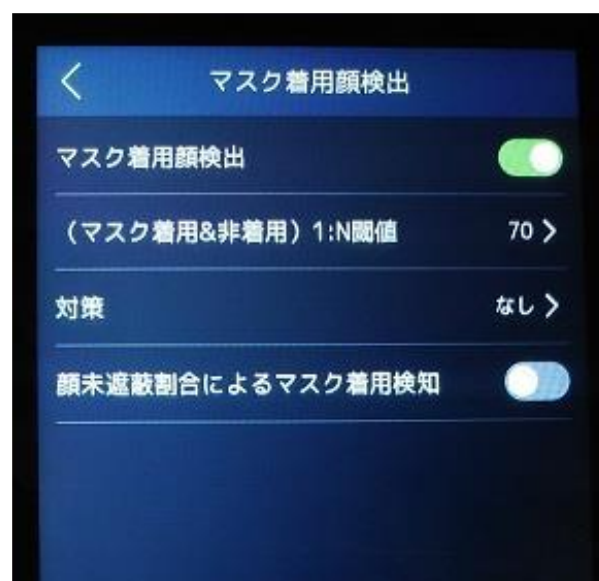 マスク着用顔検出
マスク着用顔検出
(マスク着用&非着用) 1:N閾値 70
対策 なし
顔未遮蔽割合によるマスク着用検知